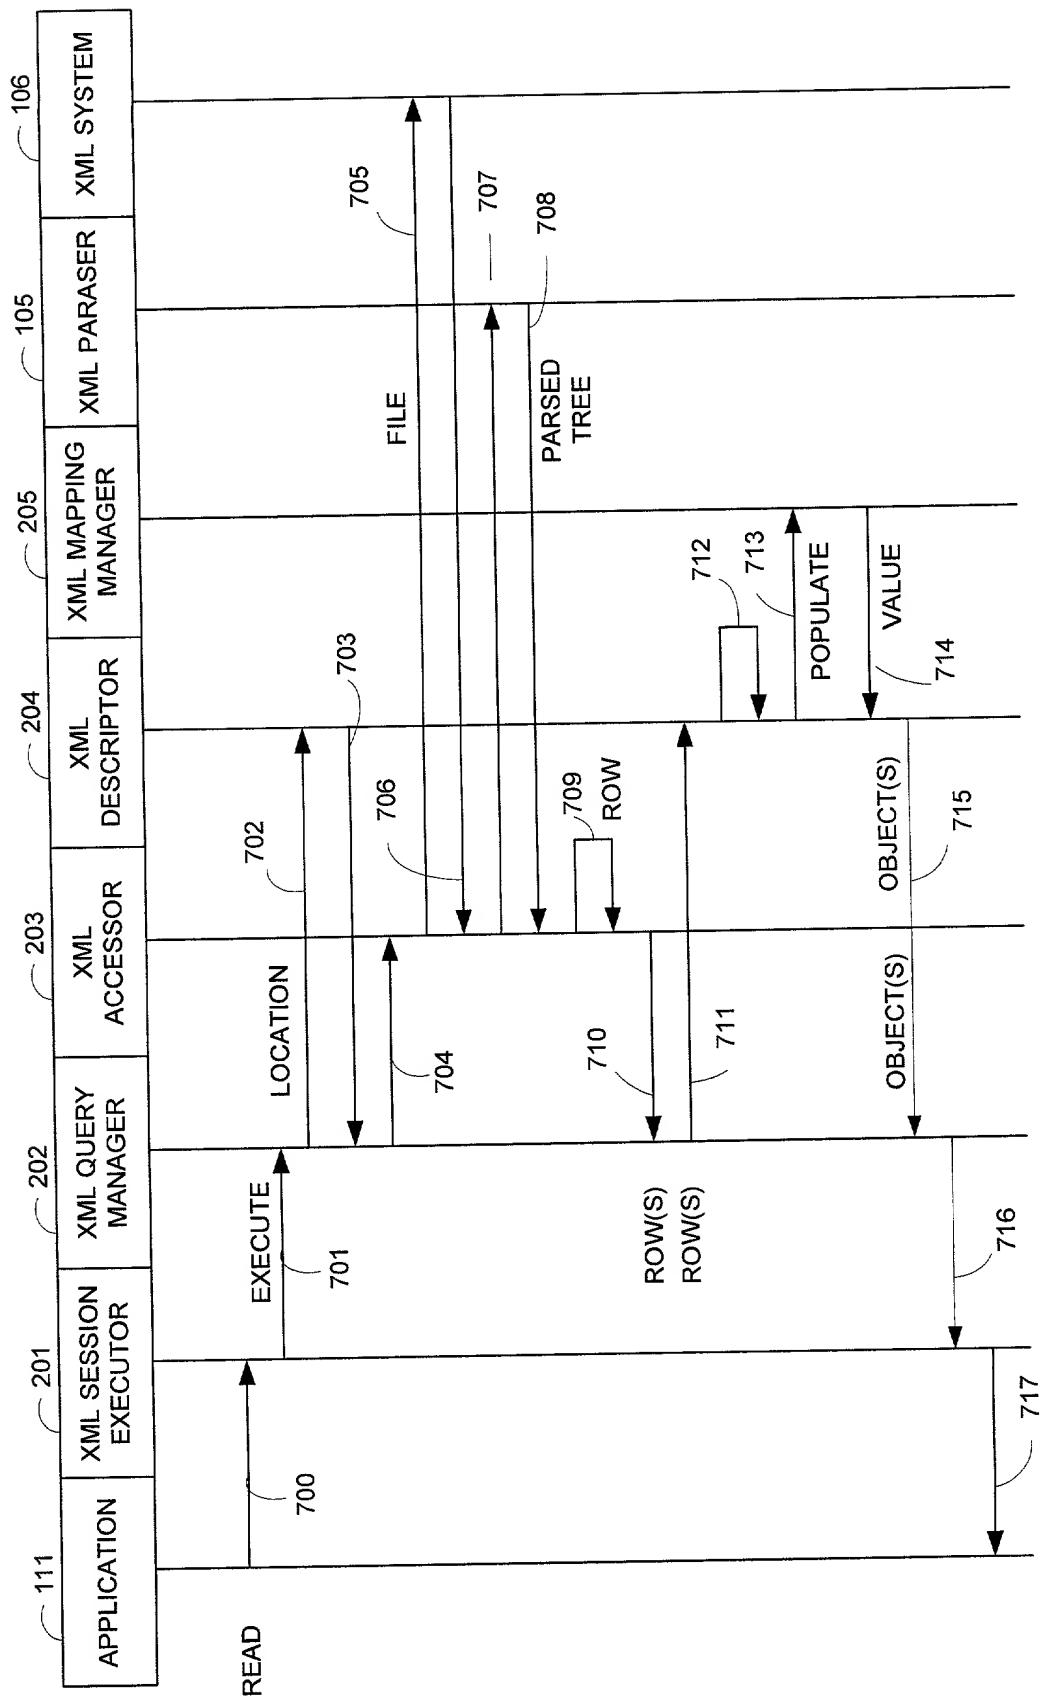 111
201
202
203
204
205
105
106
APPLICATION
XML SESSION
EXECUTOR
XML QUERY
MANAGER
XML
ACCESSOR
XML
DESCRIPTOR
XML MAPPING
MANAGER
XML PARASER
XML SYSTEM
READ
700
EXECUTE
701
LOCATION
702
703
704
705
FILE
706
707
708
PARSED
TREE
709
ROW
710
ROW(S)
ROW(S)
711
712
713
POPULATE
VALUE
714
OBJECT(S)
OBJECT(S)
715
716
717